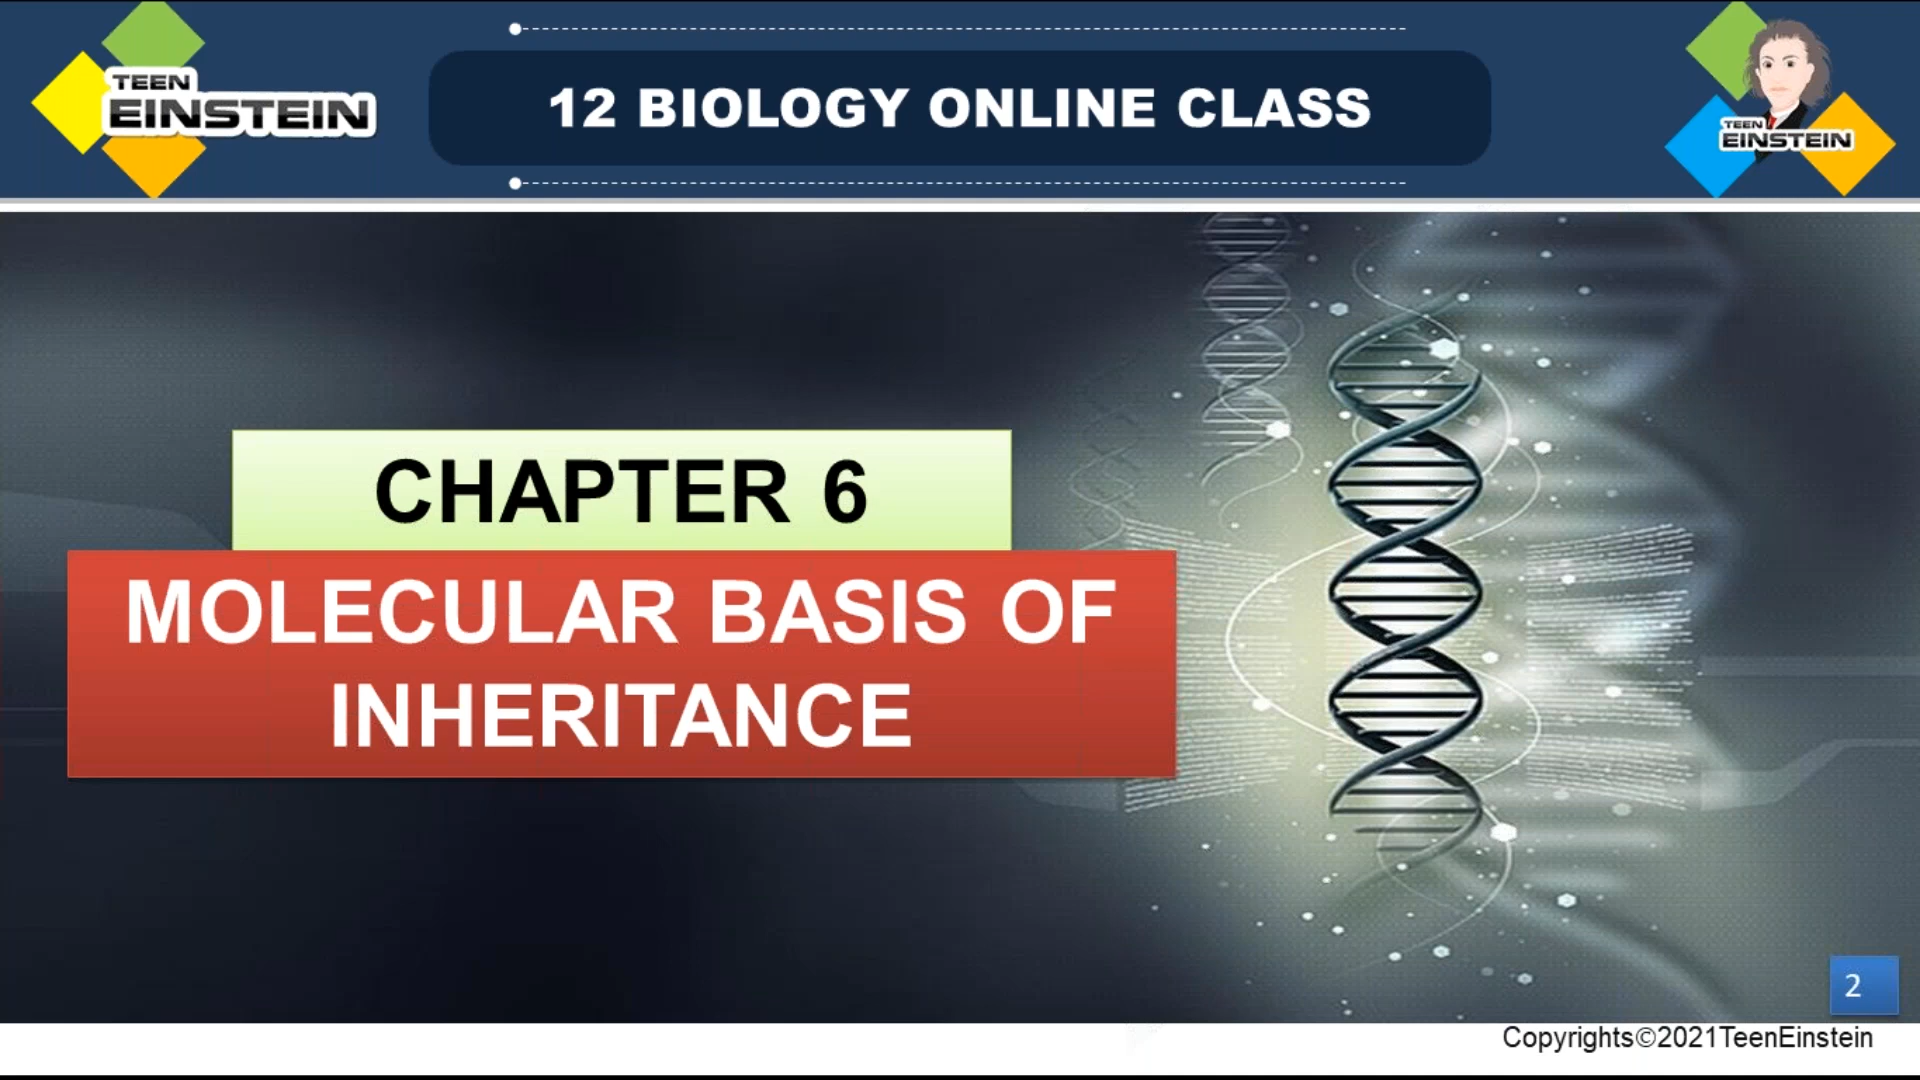 TEEN
EINSTEIN
12 BIOLOGY ONLINE CLASS
TEEN
EINSTEIN
CHAPTER 6
MOLECULAR BASIS OF
INHERITANCE
2
Copyrights©2021TeenEinstein